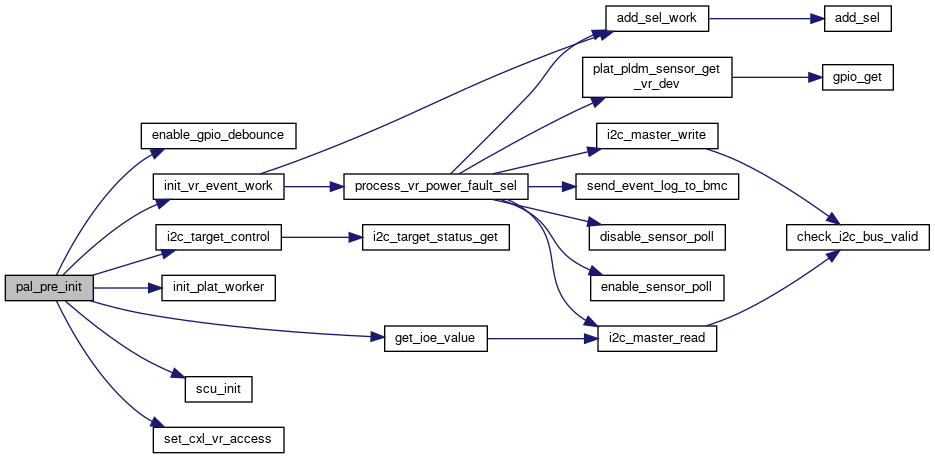 add_sel_work
add_sel
plat_pldm_sensor_get
_vr_dev
gpio_get
enable_gpio_debounce
i2c_master_write
init_vr_event_work
process_vr_power_fault_sel
send_event_log_to_bmc
i2c_target_control
i2c_target_status_get
disable_sensor_poll
check_i2c_bus_valid
pal_pre_init
init_plat_worker
enable_sensor_poll
get_ioe_value
i2c_master_read
scu_init
set_cxl_vr_access